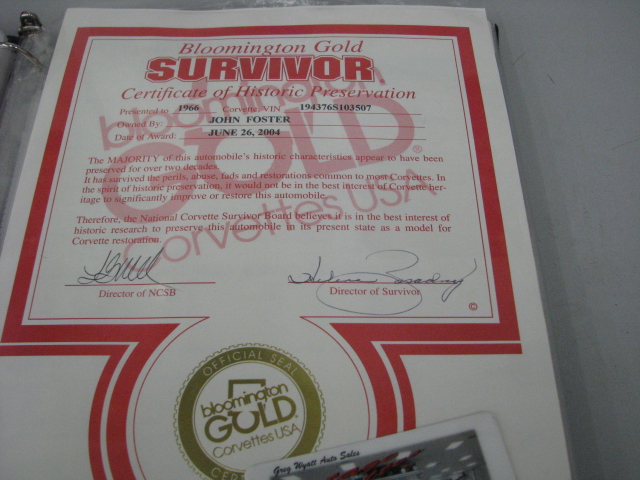 Bloomington Gold
SURVIVOR
Certificate of Historic Preservation
Presented to 1966 Corvette, VIN 194376S103507
Owned By: JOHN FOSTER
Date of Award: JUNE 26, 2004
bloomington
GOLD
Corvettes USA
The MAJORITY of this automobile's historic characteristics appear to have been
preserved for over two decades.
It has survived the perils, abuse, fads and restorations common to most Corvettes. In
the spirit of historic preservation, it would not be in the best interest of Corvette her-
itage to significantly improve or restore this automobile.
Therefore, the National Corvette Survivor Board believes it is in the best interest of
historic research to preserve this automobile in its present state as a model for
Corvette restoration.
Director of NCSB Director of Survivor
©
OFFICIAL SEAL
bloomington
GOLD
Corvettes USA
Greg Wyatt Auto Sales